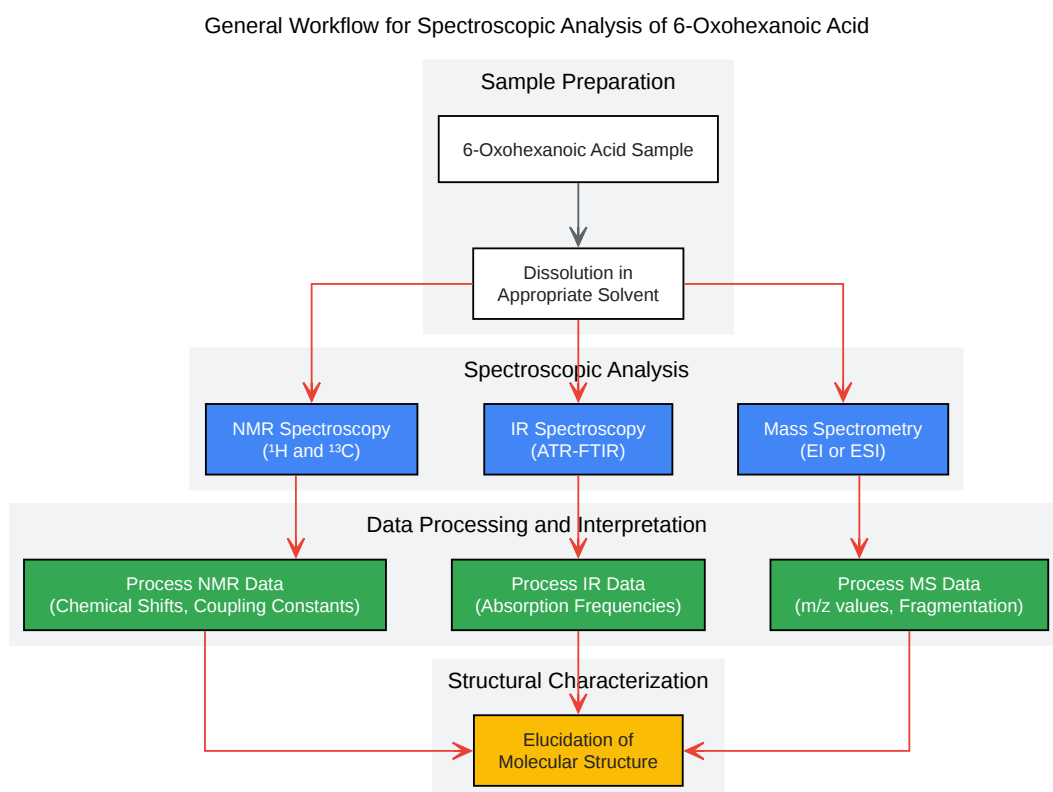 General Workflow for Spectroscopic Analysis of 6-Oxohexanoic Acid
Sample Preparation
6-Oxohexanoic Acid Sample
Dissolution in
Appropriate Solvent
Spectroscopic Analysis
NMR Spectroscopy
(¹H and ¹³C)
IR Spectroscopy
(ATR-FTIR)
Mass Spectrometry
(EI or ESI)
Data Processing and Interpretation
Process NMR Data
(Chemical Shifts, Coupling Constants)
Process IR Data
(Absorption Frequencies)
Process MS Data
(m/z values, Fragmentation)
Structural Characterization
Elucidation of
Molecular Structure